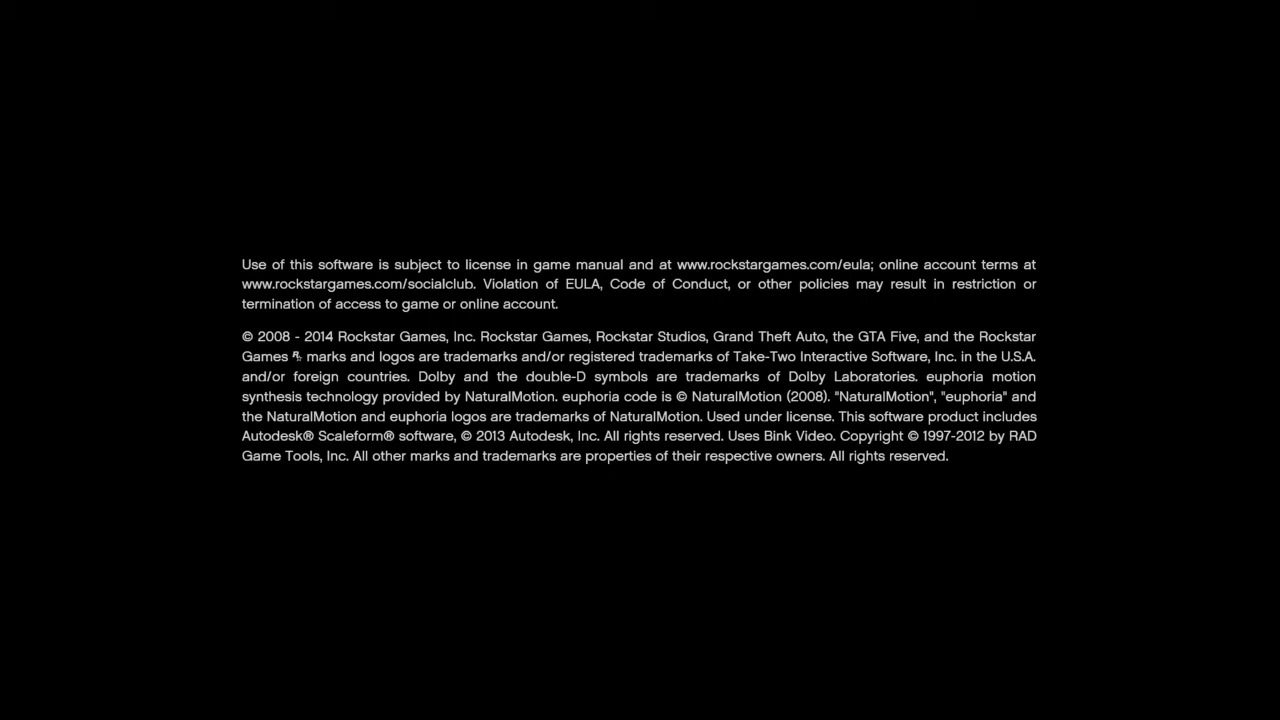 Use of this software is subject to license in game manual and at www.rockstargames.com/eula; online account terms at
www.rockstargames.com/socialclub. Violation of EULA, Code of Conduct, or other policies may result in restriction or
termination of access to game or online account.
© 2008 - 2014 Rockstar Games, Inc. Rockstar Games, Rockstar Studios, Grand Theft Auto, the GTA Five, and the Rockstar
Games R* marks and logos are trademarks and/or registered trademarks of Take-Two Interactive Software, Inc. in the U.S.A.
and/or foreign countries. Dolby and the double-D symbols are trademarks of Dolby Laboratories. euphoria motion
synthesis technology provided by NaturalMotion. euphoria code is © NaturalMotion (2008). "NaturalMotion", "euphoria" and
the NaturalMotion and euphoria logos are trademarks of NaturalMotion. Used under license. This software product includes
Autodesk® Scaleform® software, © 2013 Autodesk, Inc. All rights reserved. Uses Bink Video. Copyright © 1997-2012 by RAD
Game Tools, Inc. All other marks and trademarks are properties of their respective owners. All rights reserved.